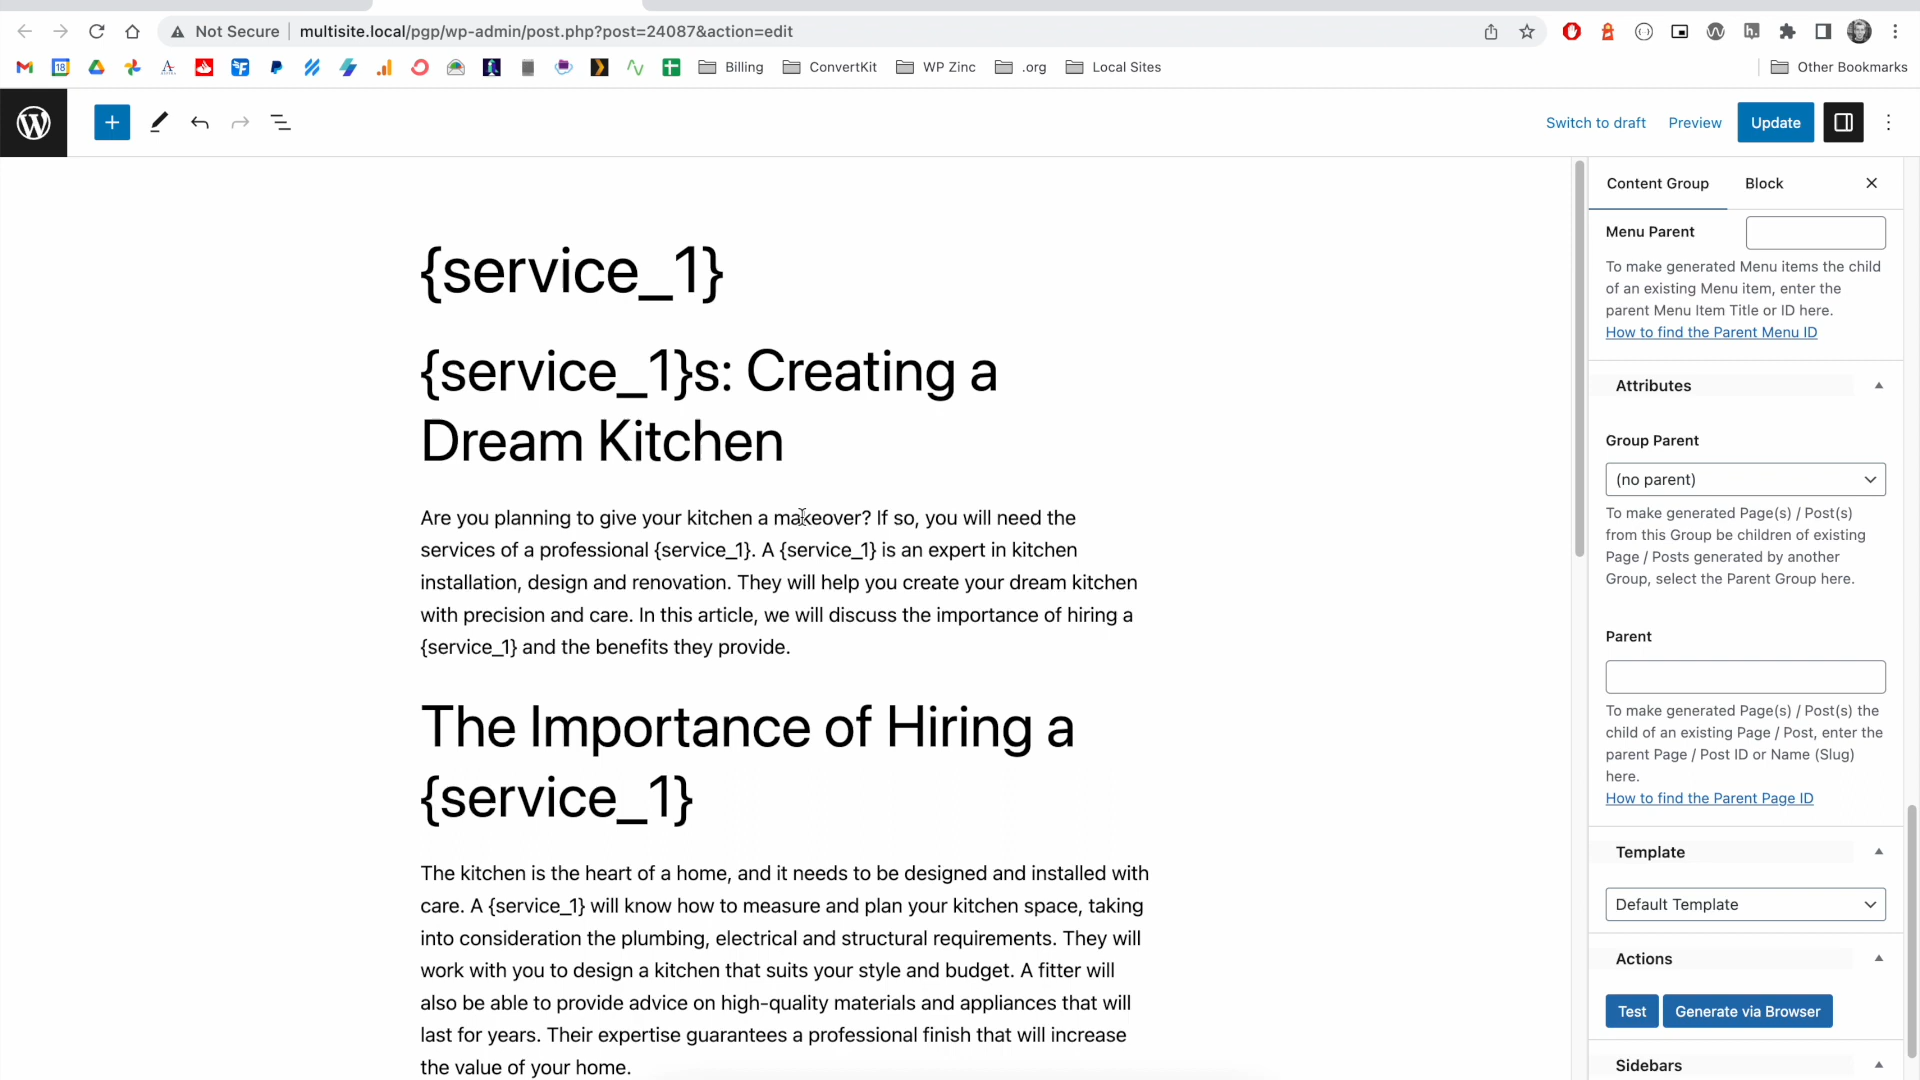 Not Secure
multisite.local/pgp/wp-admin/post.php?post=24087&action=edit
Billing
ConvertKit
WP Zinc
.org
Local Sites
Other Bookmarks
Switch to draft
Preview
Update
{service_1}
{service_1}s: Creating a
Dream Kitchen
Are you planning to give your kitchen a makeover? If so, you will need the
services of a professional {service_1}. A {service_1} is an expert in kitchen
installation, design and renovation. They will help you create your dream kitchen
with precision and care. In this article, we will discuss the importance of hiring a
{service_1} and the benefits they provide.
The Importance of Hiring a
{service_1}
The kitchen is the heart of a home, and it needs to be designed and installed with
care. A {service_1} will know how to measure and plan your kitchen space, taking
into consideration the plumbing, electrical and structural requirements. They will
work with you to design a kitchen that suits your style and budget. A fitter will
also be able to provide advice on high-quality materials and appliances that will
last for years. Their expertise guarantees a professional finish that will increase
the value of your home.
Content Group
Block
Menu Parent
To make generated Menu items the child
of an existing Menu item, enter the
parent Menu Item Title or ID here.
How to find the Parent Menu ID
Attributes
Group Parent
(no parent)
To make generated Page(s) / Post(s)
from this Group be children of existing
Page / Posts generated by another
Group, select the Parent Group here.
Parent
To make generated Page(s) / Post(s) the
child of an existing Page / Post, enter the
parent Page / Post ID or Name (Slug)
here.
How to find the Parent Page ID
Template
Default Template
Actions
Test
Generate via Browser
Sidebars